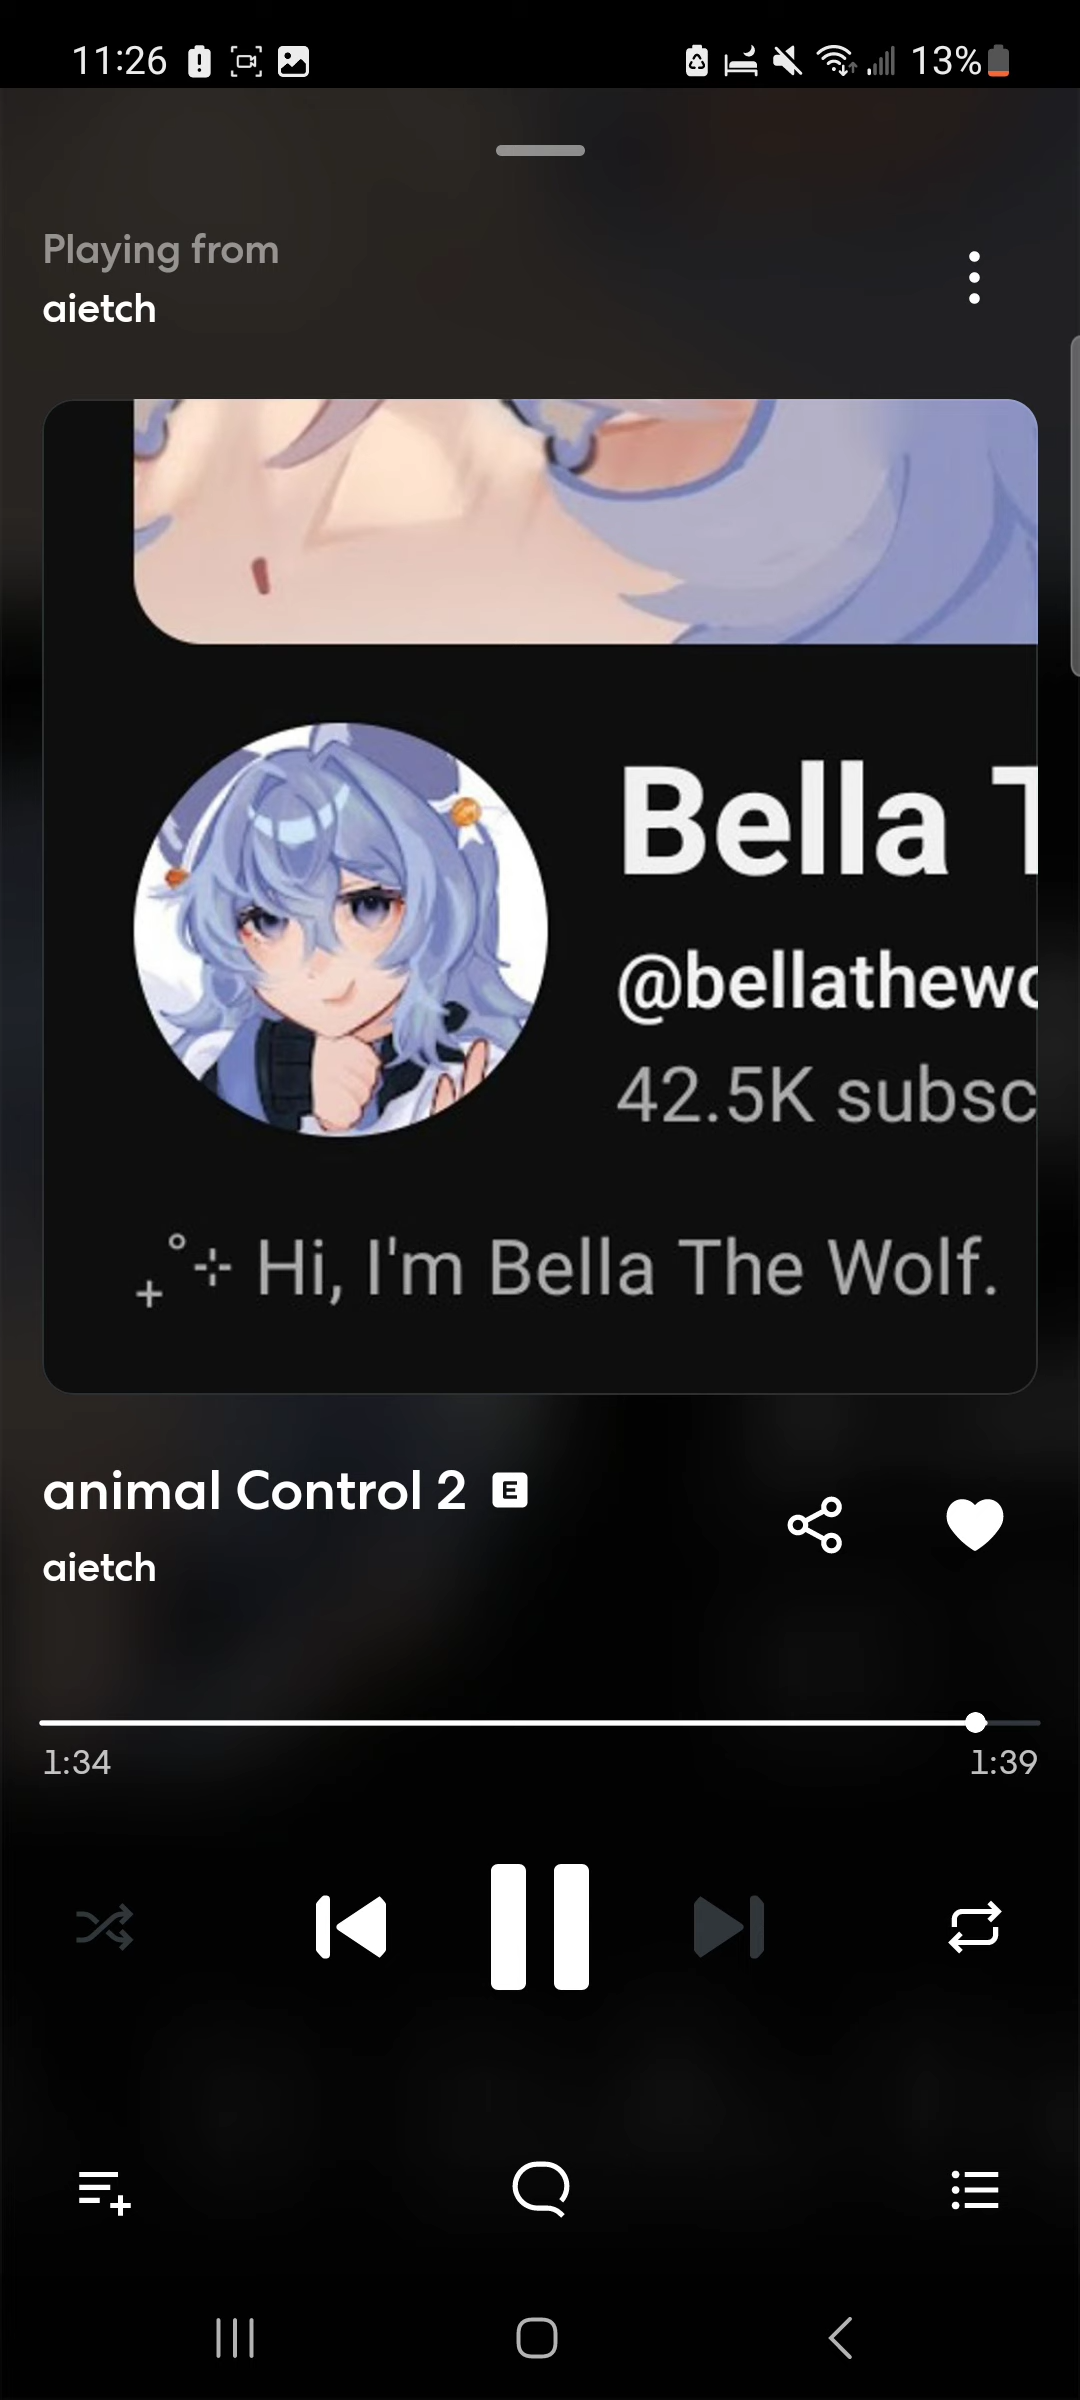 11:26 13%
Playing from
aietch
Bella T
@bellathewo
42.5K subsc
₊˚⊹ Hi, I'm Bella The Wolf.
animal Control 2 E
aietch
1:34 1:39